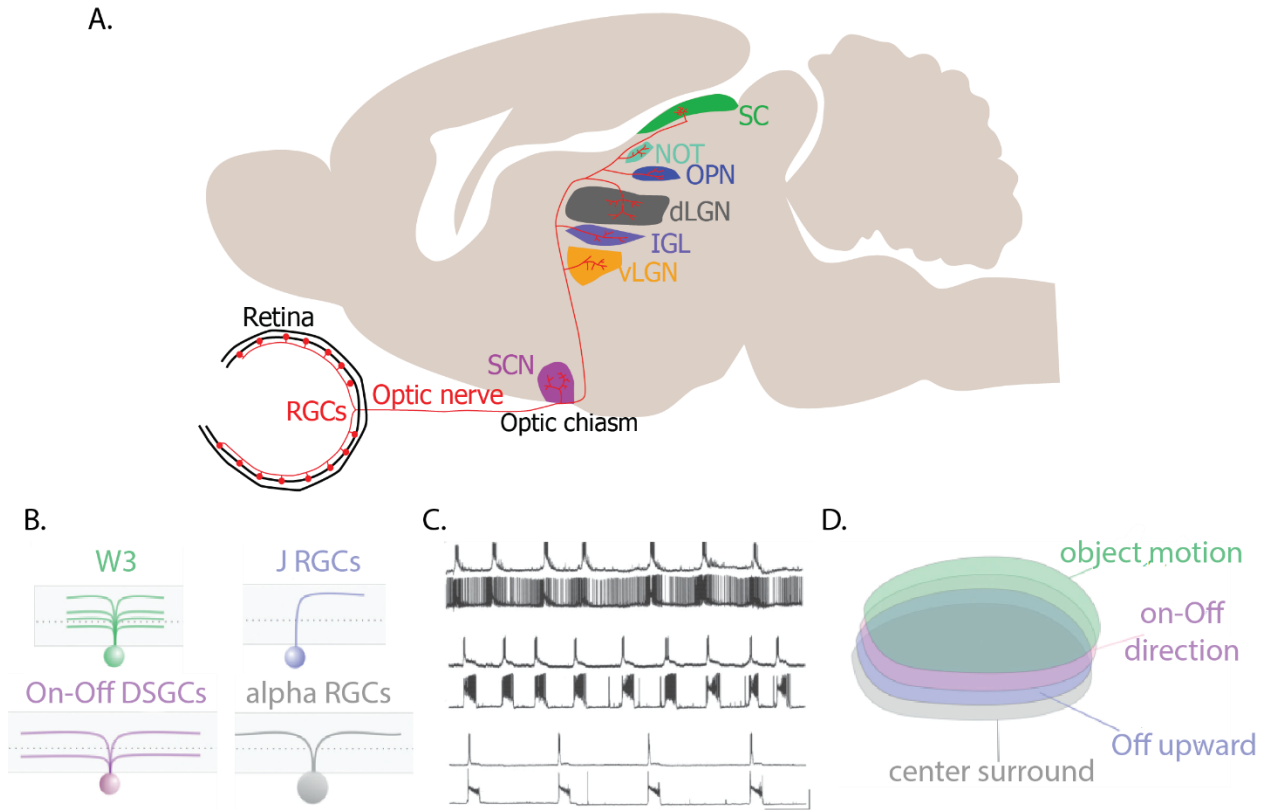 A.
SC
NOT
OPN
dLGN
IGL
vLGN
Retina
SCN
RGCs
Optic nerve
Optic chiasm
B.
W3
J RGCs
On-Off DSGCs
alpha RGCs
C.
D.
object motion
on-Off
direction
Off upward
center surround